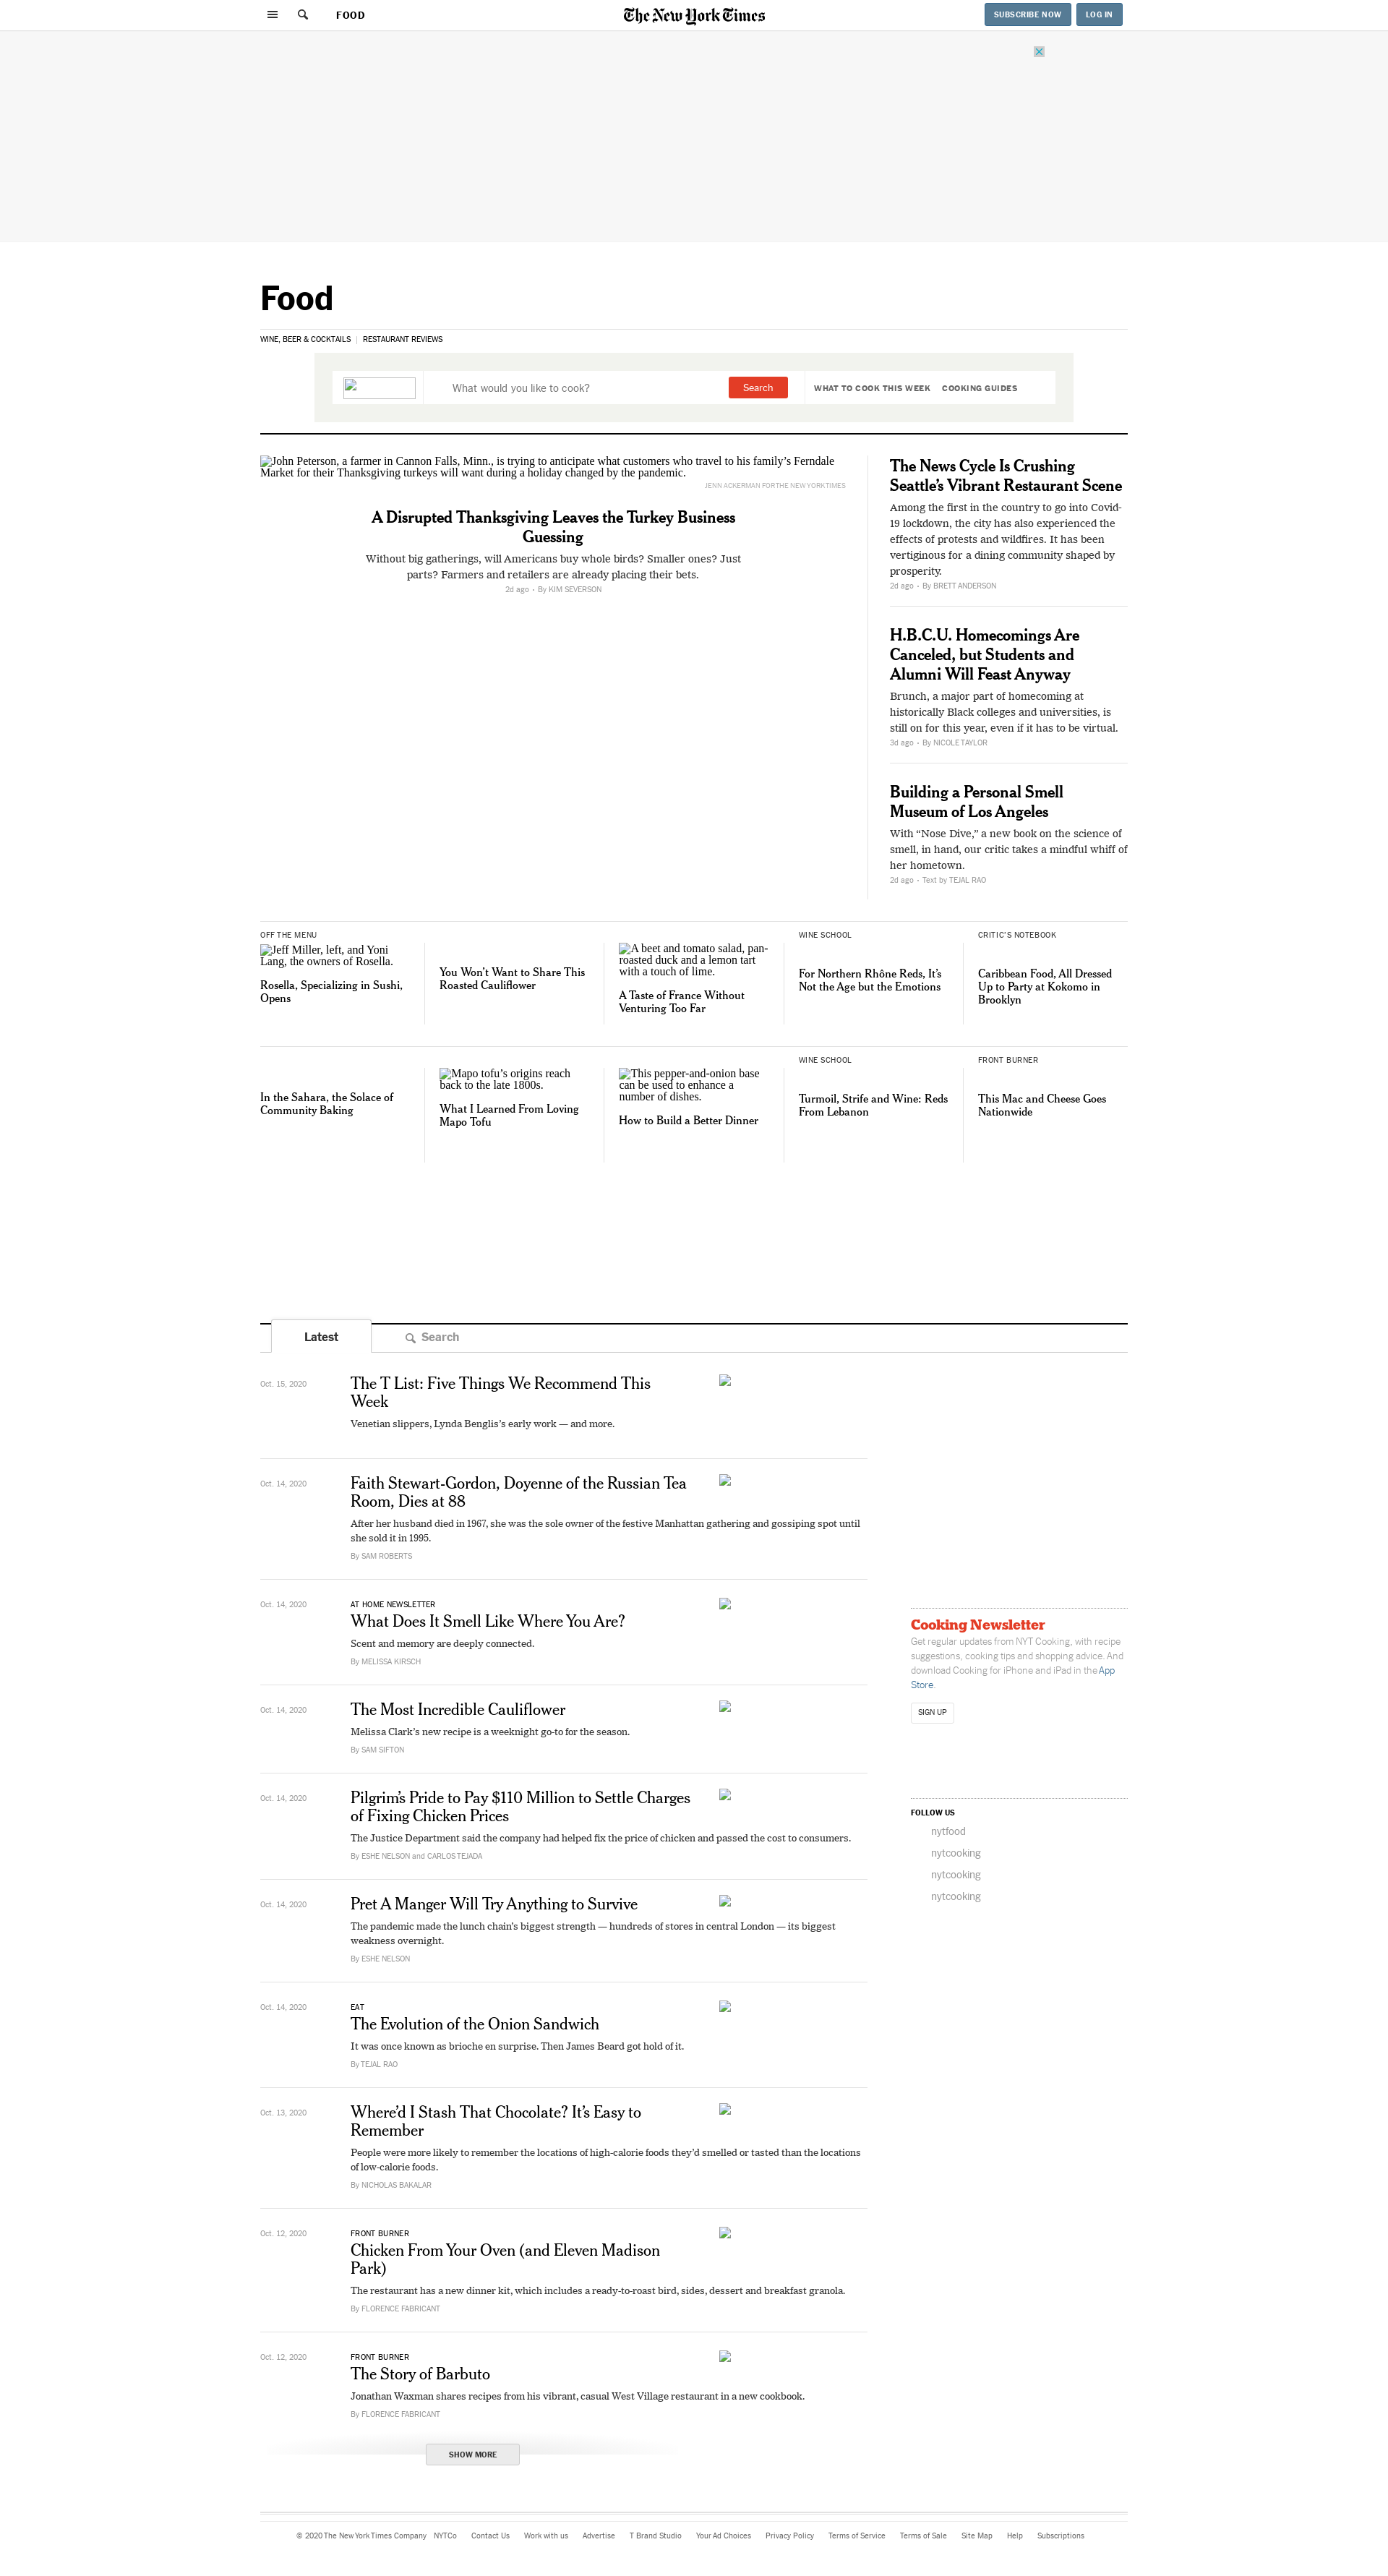 FOOD
The New York Times
SUBSCRIBE NOW
LOG IN
Food
WINE, BEER & COCKTAILS
RESTAURANT REVIEWS
What would you like to cook?
Search
WHAT TO COOK THIS WEEK
COOKING GUIDES
John Peterson, a farmer in Cannon Falls, Minn., is trying to anticipate what customers who travel to his family’s Ferndale
Market for their Thanksgiving turkeys will want during a holiday changed by the pandemic.
JENN ACKERMAN FOR THE NEW YORK TIMES
A Disrupted Thanksgiving Leaves the Turkey Business
Guessing
Without big gatherings, will Americans buy whole birds? Smaller ones? Just
parts? Farmers and retailers are already placing their bets.
2d ago • By KIM SEVERSON
The News Cycle Is Crushing
Seattle’s Vibrant Restaurant Scene
Among the first in the country to go into Covid-
19 lockdown, the city has also experienced the
effects of protests and wildfires. It has been
vertiginous for a dining community shaped by
prosperity.
2d ago • By BRETT ANDERSON
H.B.C.U. Homecomings Are
Canceled, but Students and
Alumni Will Feast Anyway
Brunch, a major part of homecoming at
historically Black colleges and universities, is
still on for this year, even if it has to be virtual.
3d ago • By NICOLE TAYLOR
Building a Personal Smell
Museum of Los Angeles
With “Nose Dive,” a new book on the science of
smell, in hand, our critic takes a mindful whiff of
her hometown.
2d ago • Text by TEJAL RAO
OFF THE MENU
Jeff Miller, left, and Yoni
Lang, the owners of Rosella.
Rosella, Specializing in Sushi,
Opens
You Won’t Want to Share This
Roasted Cauliflower
A beet and tomato salad, pan-
roasted duck and a lemon tart
with a touch of lime.
A Taste of France Without
Venturing Too Far
WINE SCHOOL
For Northern Rhône Reds, It’s
Not the Age but the Emotions
CRITIC’S NOTEBOOK
Caribbean Food, All Dressed
Up to Party at Kokomo in
Brooklyn
In the Sahara, the Solace of
Community Baking
Mapo tofu’s origins reach
back to the late 1800s.
What I Learned From Loving
Mapo Tofu
This pepper-and-onion base
can be used to enhance a
number of dishes.
How to Build a Better Dinner
WINE SCHOOL
Turmoil, Strife and Wine: Reds
From Lebanon
FRONT BURNER
This Mac and Cheese Goes
Nationwide
Latest
Search
Oct. 15, 2020
The T List: Five Things We Recommend This
Week
Venetian slippers, Lynda Benglis’s early work — and more.
Oct. 14, 2020
Faith Stewart-Gordon, Doyenne of the Russian Tea
Room, Dies at 88
After her husband died in 1967, she was the sole owner of the festive Manhattan gathering and gossiping spot until
she sold it in 1995.
By SAM ROBERTS
Oct. 14, 2020
AT HOME NEWSLETTER
What Does It Smell Like Where You Are?
Scent and memory are deeply connected.
By MELISSA KIRSCH
Oct. 14, 2020
The Most Incredible Cauliflower
Melissa Clark’s new recipe is a weeknight go-to for the season.
By SAM SIFTON
Oct. 14, 2020
Pilgrim’s Pride to Pay $110 Million to Settle Charges
of Fixing Chicken Prices
The Justice Department said the company had helped fix the price of chicken and passed the cost to consumers.
By ESHE NELSON and CARLOS TEJADA
Oct. 14, 2020
Pret A Manger Will Try Anything to Survive
The pandemic made the lunch chain’s biggest strength — hundreds of stores in central London — its biggest
weakness overnight.
By ESHE NELSON
Oct. 14, 2020
EAT
The Evolution of the Onion Sandwich
It was once known as brioche en surprise. Then James Beard got hold of it.
By TEJAL RAO
Oct. 13, 2020
Where’d I Stash That Chocolate? It’s Easy to
Remember
People were more likely to remember the locations of high-calorie foods they’d smelled or tasted than the locations
of low-calorie foods.
By NICHOLAS BAKALAR
Oct. 12, 2020
FRONT BURNER
Chicken From Your Oven (and Eleven Madison
Park)
The restaurant has a new dinner kit, which includes a ready-to-roast bird, sides, dessert and breakfast granola.
By FLORENCE FABRICANT
Oct. 12, 2020
FRONT BURNER
The Story of Barbuto
Jonathan Waxman shares recipes from his vibrant, casual West Village restaurant in a new cookbook.
By FLORENCE FABRICANT
SHOW MORE
Cooking Newsletter
Get regular updates from NYT Cooking, with recipe
suggestions, cooking tips and shopping advice. And
download Cooking for iPhone and iPad in the App
Store.
SIGN UP
FOLLOW US
nytfood
nytcooking
nytcooking
nytcooking
© 2020 The New York Times Company NYTCo Contact Us Work with us Advertise T Brand Studio Your Ad Choices Privacy Policy Terms of Service Terms of Sale Site Map Help Subscriptions